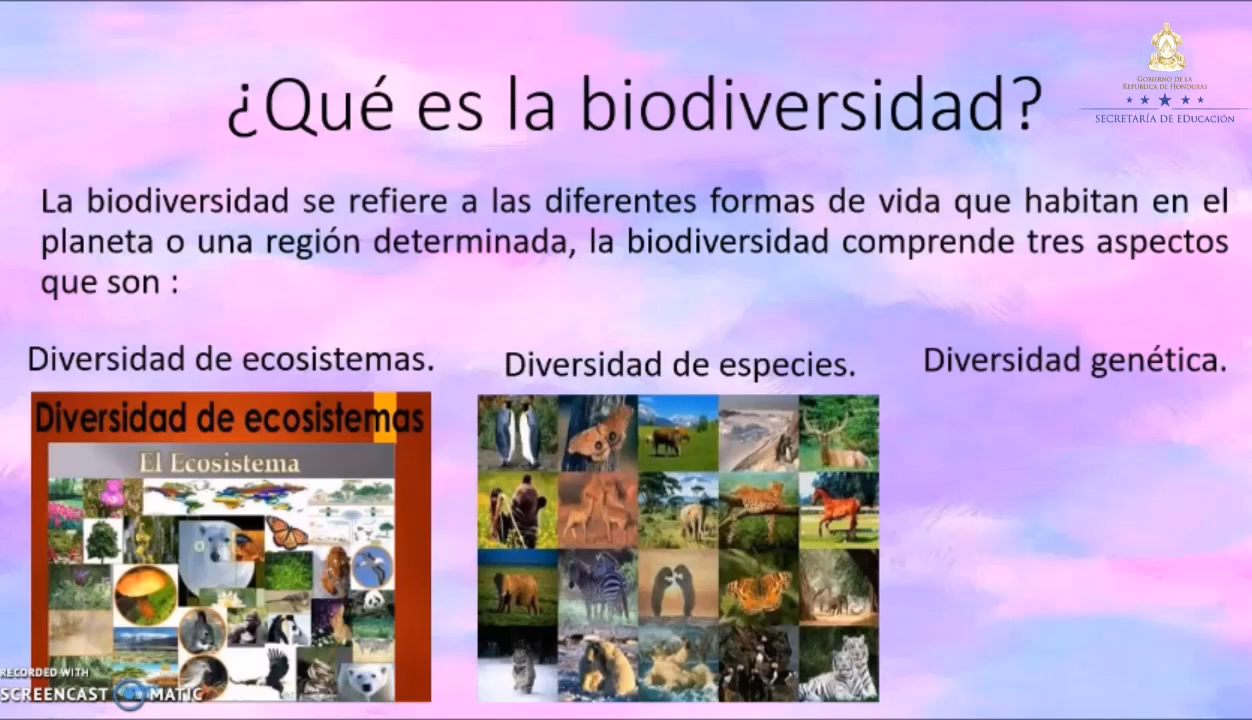 ¿Qué es la biodiversidad?
GOBIERNO DE LA
REPÚBLICA DE HONDURAS
SECRETARÍA DE EDUCACIÓN
La biodiversidad se refiere a las diferentes formas de vida que habitan en el
planeta o una región determinada, la biodiversidad comprende tres aspectos
que son :
Diversidad de ecosistemas.
Diversidad de especies.
Diversidad genética.
Diversidad de ecosistemas
El Ecosistema
RECORDED WITH
SCREENCAST MATIC